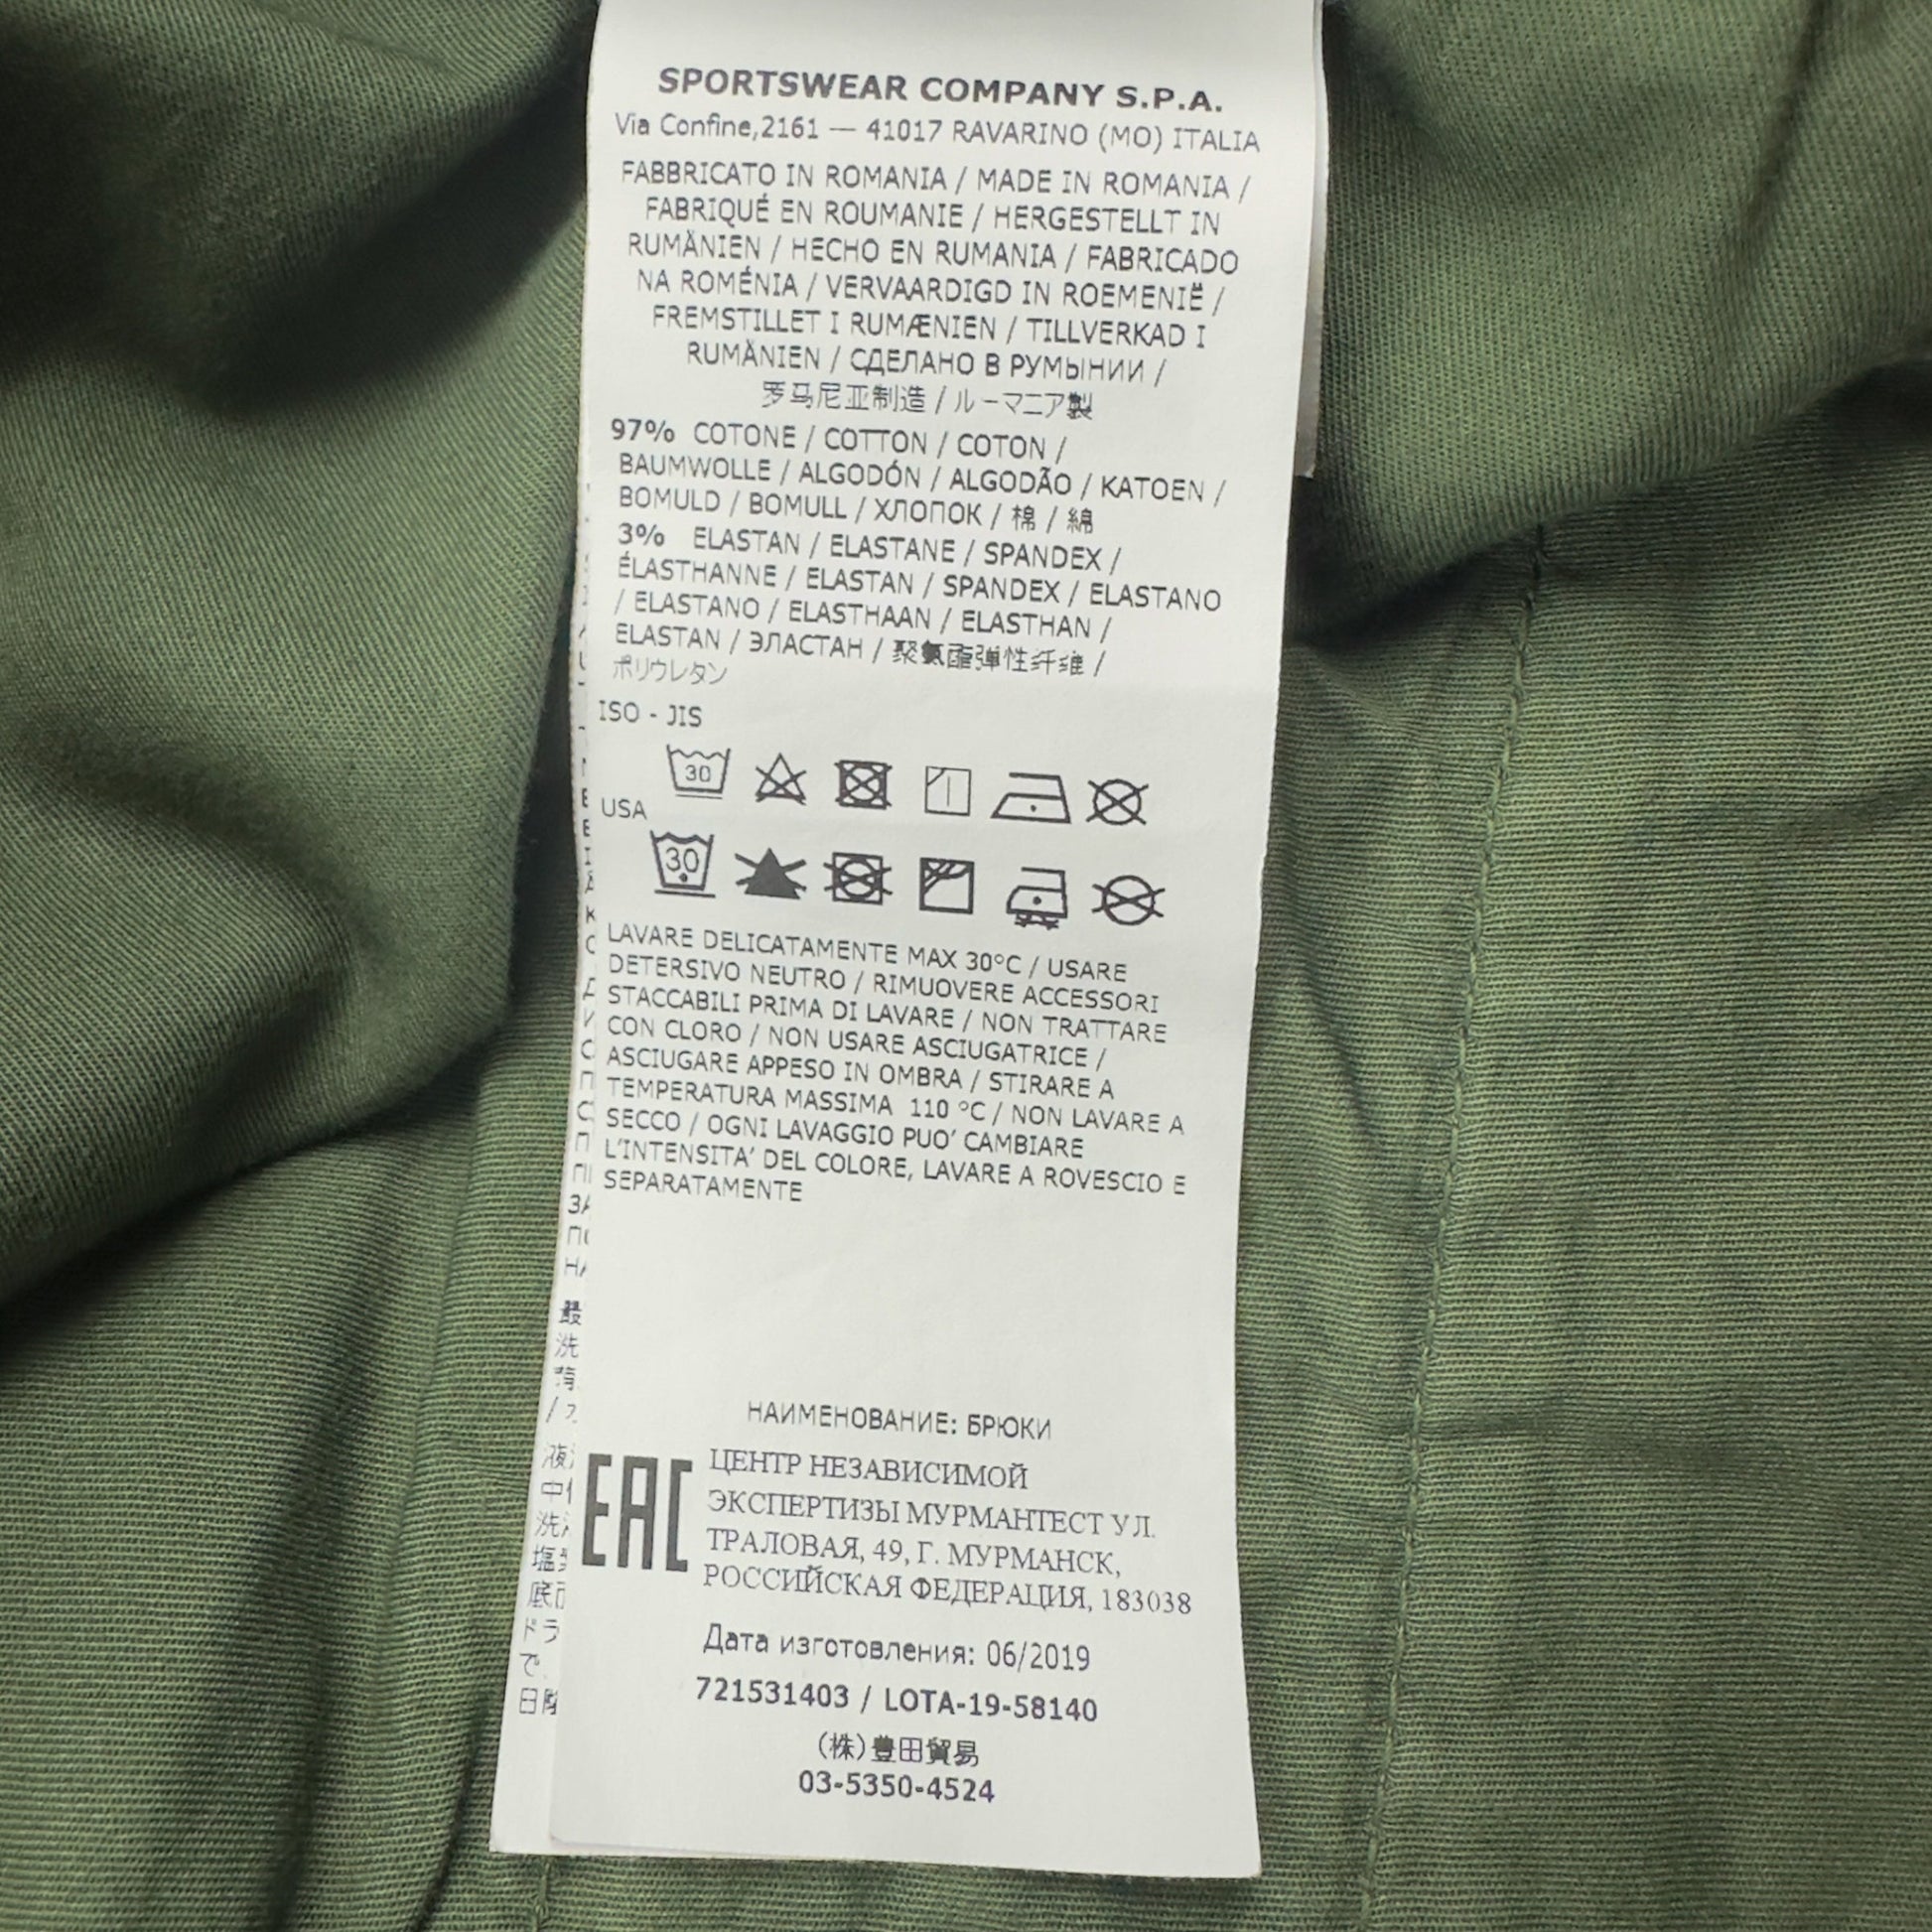 SPORTSWEAR COMPANY S.P.A.
Via Confine,2161 — 41017 RAVARINO (MO) ITALIA
FABBRICATO IN ROMANIA / MADE IN ROMANIA /
FABRIQUÉ EN ROUMANIE / HERGESTELLT IN
RUMÄNIEN / HECHO EN RUMANIA / FABRICADO
NA ROMÉNIA / VERVAARDIGD IN ROEMENIË /
FREMSTILLET I RUMÆNIEN / TILLVERKAD I
RUMÄNIEN / СДЕЛАНО В РУМЫНИИ /
罗马尼亚制造 / ルーマニア製
97% COTONE / COTTON / COTON /
BAUMWOLLE / ALGODÓN / ALGODÃO / KATOEN /
BOMULD / BOMULL / ХЛОПОК / 棉 / 綿
3% ELASTAN / ELASTANE / SPANDEX /
ÉLASTHANNE / ELASTAN / SPANDEX / ELASTANO
/ ELASTANO / ELASTHAAN / ELASTHAN /
ELASTAN / ЭЛАСТАН / 聚氨酯弹性纤维 /
ポリウレタン
ISO - JIS
30
USA
30
LAVARE DELICATAMENTE MAX 30°C / USARE
DETERSIVO NEUTRO / RIMUOVERE ACCESSORI
STACCABILI PRIMA DI LAVARE / NON TRATTARE
CON CLORO / NON USARE ASCIUGATRICE /
ASCIUGARE APPESO IN OMBRA / STIRARE A
TEMPERATURA MASSIMA 110 °C / NON LAVARE A
SECCO / OGNI LAVAGGIO PUO' CAMBIARE
L'INTENSITA' DEL COLORE, LAVARE A ROVESCIO E
SEPARATAMENTE
НАИМЕНОВАНИЕ: БРЮКИ
EAC
ЦЕНТР НЕЗАВИСИМОЙ
ЭКСПЕРТИЗЫ МУРМАНТЕСТ УЛ.
ТРАЛОВАЯ, 49, Г. МУРМАНСК,
РОССИЙСКАЯ ФЕДЕРАЦИЯ, 183038
Дата изготовления: 06/2019
721531403 / LOTA-19-58140
(株)豊田貿易
03-5350-4524